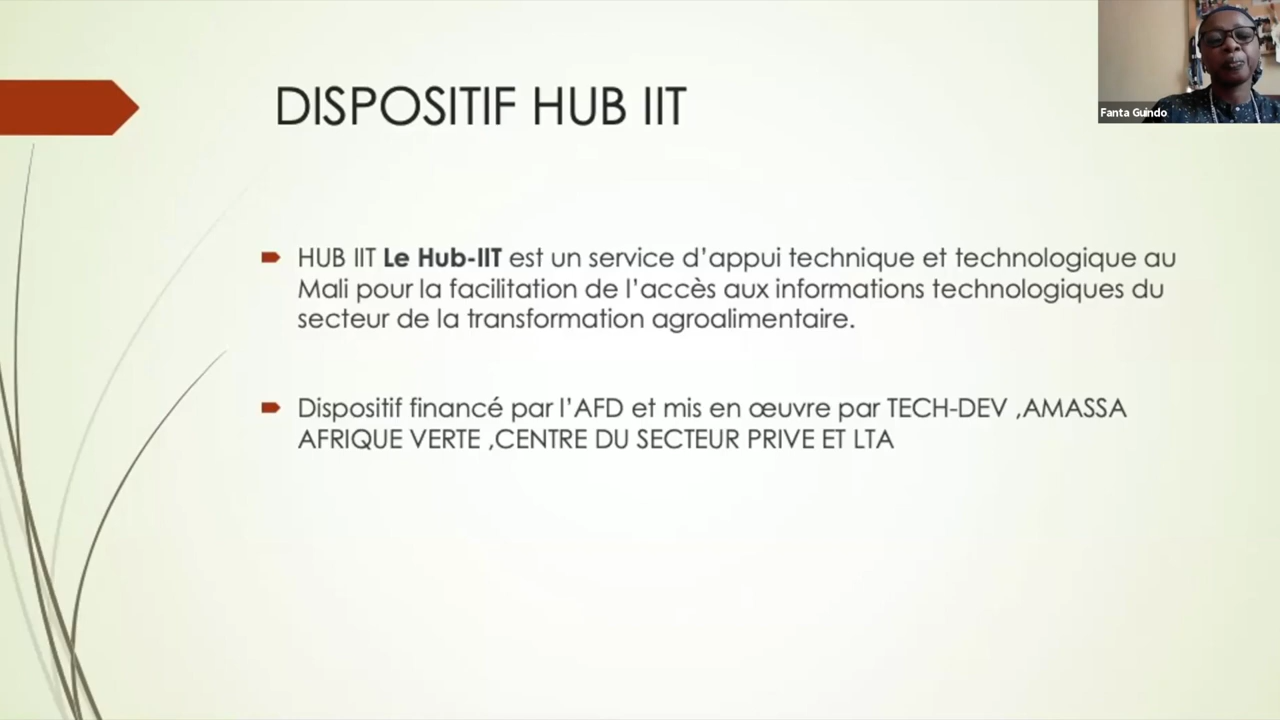 DISPOSITIF HUB IIT
Fanta Guindo
HUB IIT Le Hub-IIT est un service d’appui technique et technologique au
Mali pour la facilitation de l’accès aux informations technologiques du
secteur de la transformation agroalimentaire.
Dispositif financé par l’AFD et mis en œuvre par TECH-DEV ,AMASSA
AFRIQUE VERTE ,CENTRE DU SECTEUR PRIVE ET LTA